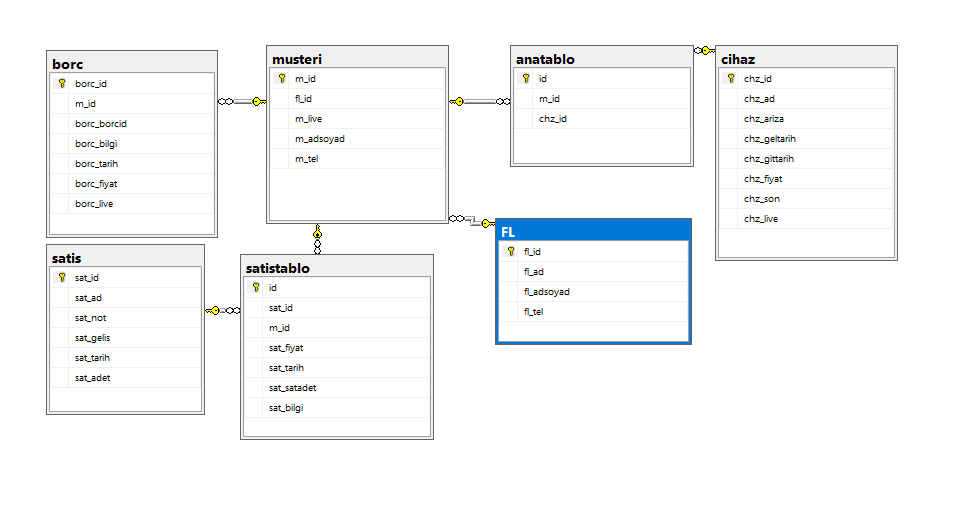 borc
borc_id
m_id
borc_borcid
borc_bilgi
borc_tarih
borc_fiyat
borc_live
musteri
m_id
fl_id
m_live
m_adsoyad
m_tel
anatablo
id
m_id
chz_id
cihaz
chz_id
chz_ad
chz_ariza
chz_geltarih
chz_gittarih
chz_fiyat
chz_son
chz_live
satis
sat_id
sat_ad
sat_not
sat_gelis
sat_tarih
sat_adet
satistablo
id
sat_id
m_id
sat_fiyat
sat_tarih
sat_satadet
sat_bilgi
FL
fl_id
fl_ad
fl_adsoyad
fl_tel